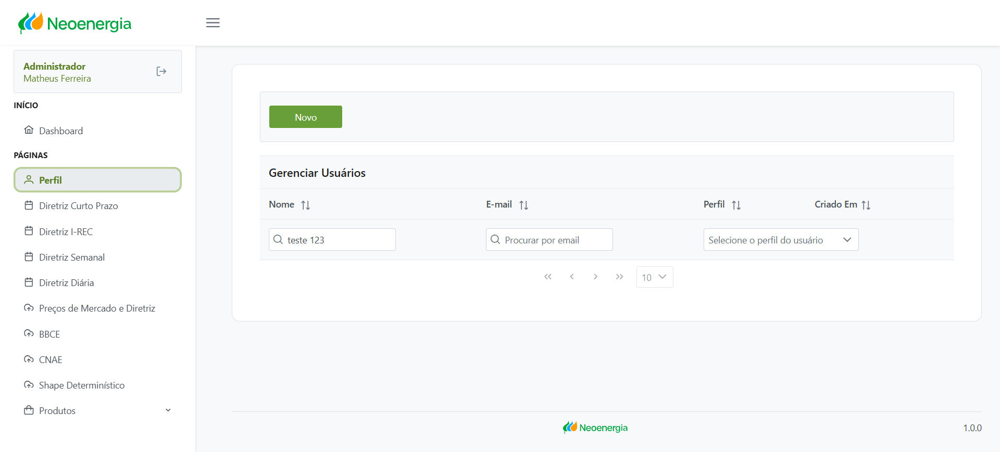 Neoenergia
Administrador
Matheus Ferreira
INÍCIO
Dashboard
PÁGINAS
Perfil
Diretriz Curto Prazo
Diretriz I-REC
Diretriz Semanal
Diretriz Diária
Preços de Mercado e Diretriz
BBCE
CNAE
Shape Determinístico
Produtos
Novo
Gerenciar Usuários
Nome E-mail Perfil Criado Em
teste 123 Procurar por email Selecione o perfil do usuário
10
Neoenergia
1.0.0